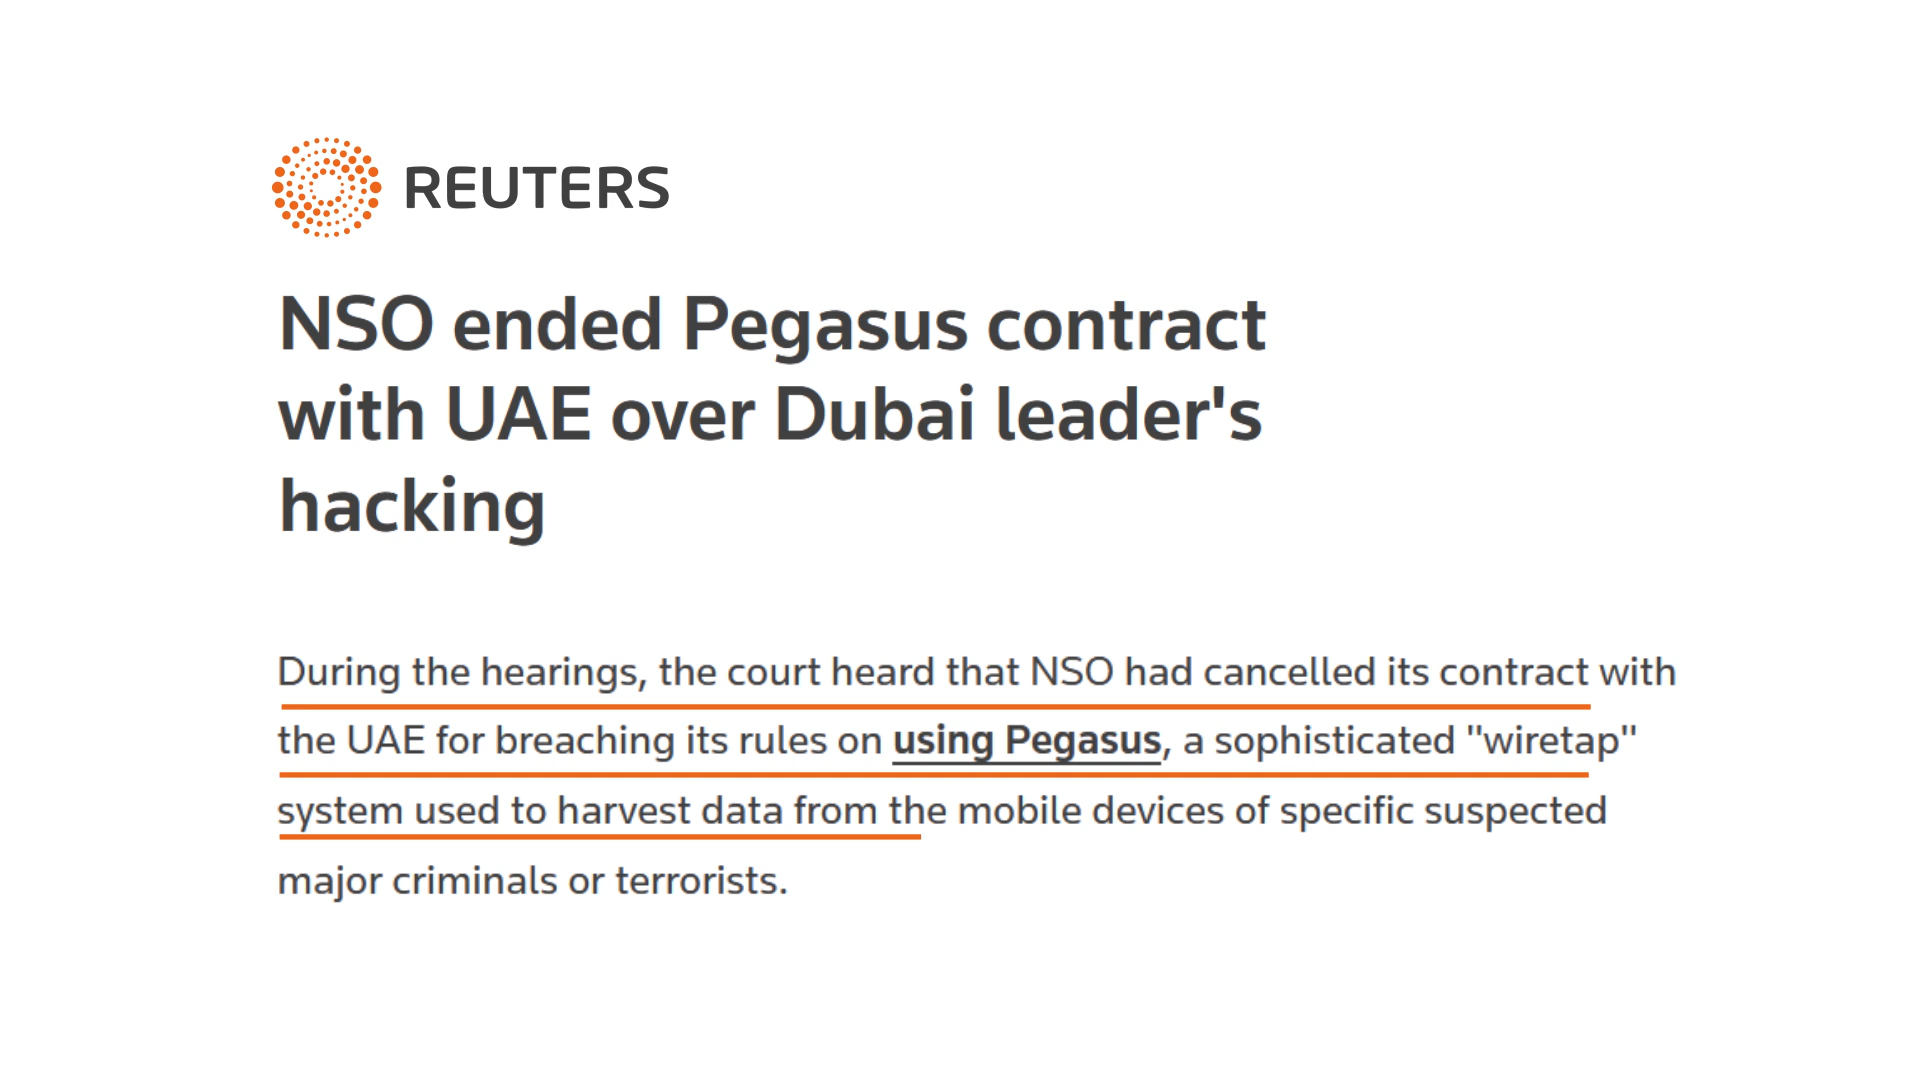 REUTERS
NSO ended Pegasus contract
with UAE over Dubai leader's
hacking
During the hearings, the court heard that NSO had cancelled its contract with
the UAE for breaching its rules on using Pegasus, a sophisticated "wiretap"
system used to harvest data from the mobile devices of specific suspected
major criminals or terrorists.